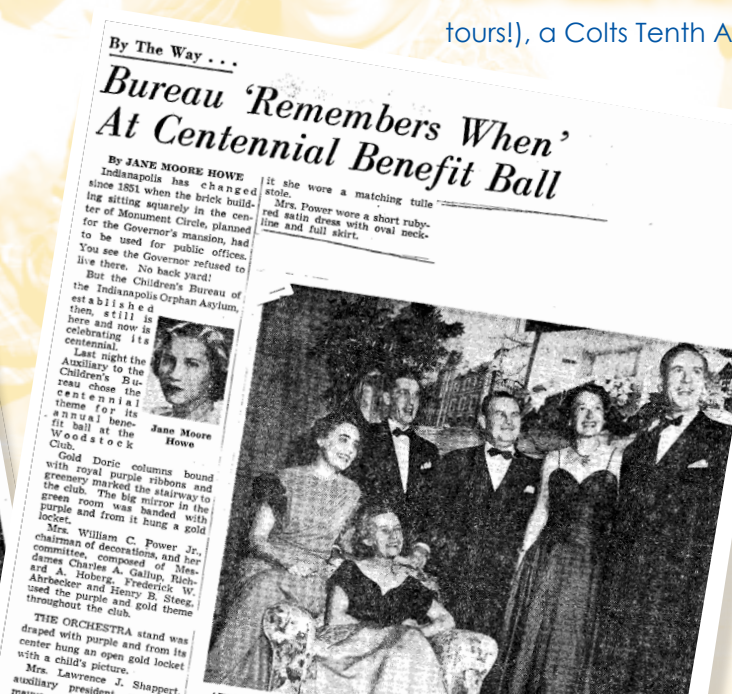 tours!), a Colts Tenth A
By The Way . . .
Bureau ‘Remembers When’
At Centennial Benefit Ball
By JANE MOORE HOWE
Indianapolis has changed
since 1851 when the brick build-
ing sitting squarely in the cen-
ter of Monument Circle, planned
for the Governor's mansion, had
to be used for public offices.
You see the Governor refused to
live there. No back yard!
But the Children's Bureau of
the Indianapolis Orphan Asylum,
established
then, still is
here and now is
celebrating its
centennial.
Last night the
Auxiliary to the
Children's Bu-
reau chose the
centennial
theme for its
annual bene-
fit ball at the
Woodstock
Club.
Jane Moore
Howe
Gold Doric columns bound
with royal purple ribbons and
greenery marked the stairway to
the club. The big mirror in the
green room was banded with
purple and from it hung a gold
locket.
Mrs. William C. Power Jr.,
chairman of decorations, and her
committee, composed of Mes-
dames Charles A. Gallup, Rich-
ard A. Hoberg, Frederick W.
Ahrbecker and Henry B. Steeg,
used the purple and gold theme
throughout the club.
THE ORCHESTRA stand was
draped with purple and from its
center hung an open gold locket
with a child's picture.
Mrs. Lawrence J. Shappert,
auxiliary president,
it she wore a matching tulle
stole.
Mrs. Power wore a short ruby-
red satin dress with oval neck-
line and full skirt.